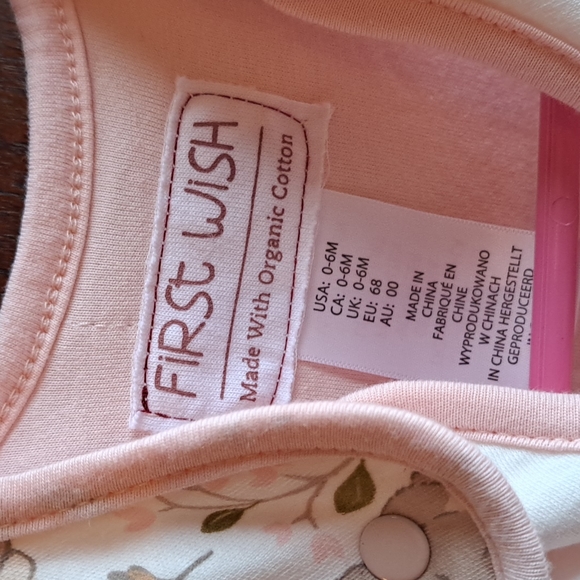 FiRSt WiSH
Made With Organic Cotton
USA: 0-6M
CA: 0-6M
UK: 0-6M
EU: 68
AU: 00
MADE IN
CHINA
FABRIQUÉ EN
CHINE
WYPRODUKOWANO
W CHINACH
IN CHINA HERGESTELLT
GEPRODUCEERD